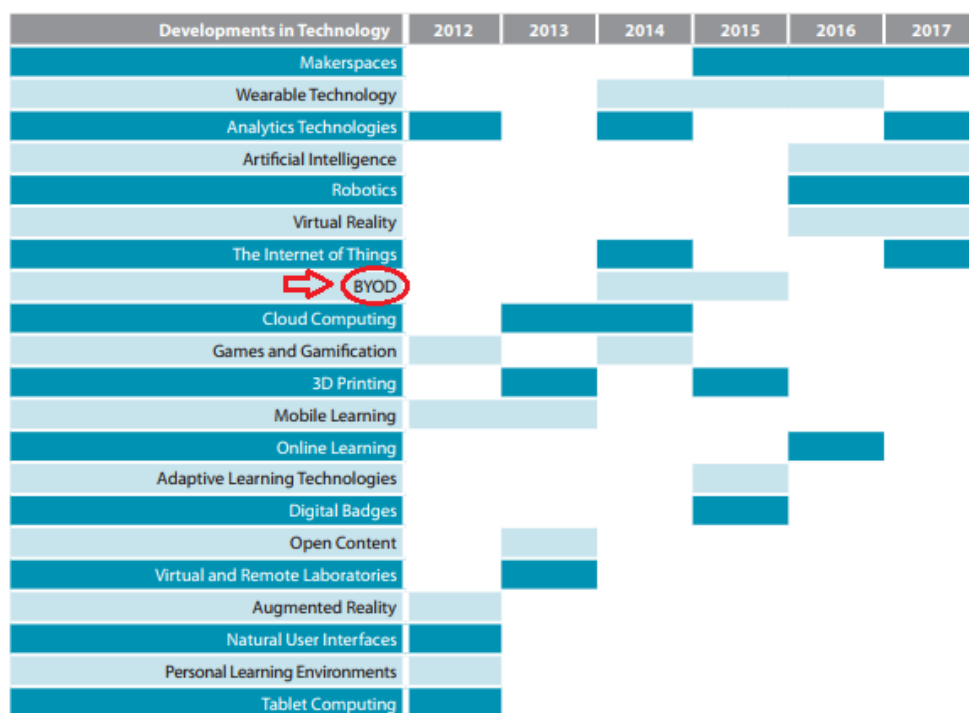 Developments in Technology 2012 2013 2014 2015 2016 2017
Makerspaces
Wearable Technology
Analytics Technologies
Artificial Intelligence
Robotics
Virtual Reality
The Internet of Things
BYOD
Cloud Computing
Games and Gamification
3D Printing
Mobile Learning
Online Learning
Adaptive Learning Technologies
Digital Badges
Open Content
Virtual and Remote Laboratories
Augmented Reality
Natural User Interfaces
Personal Learning Environments
Tablet Computing